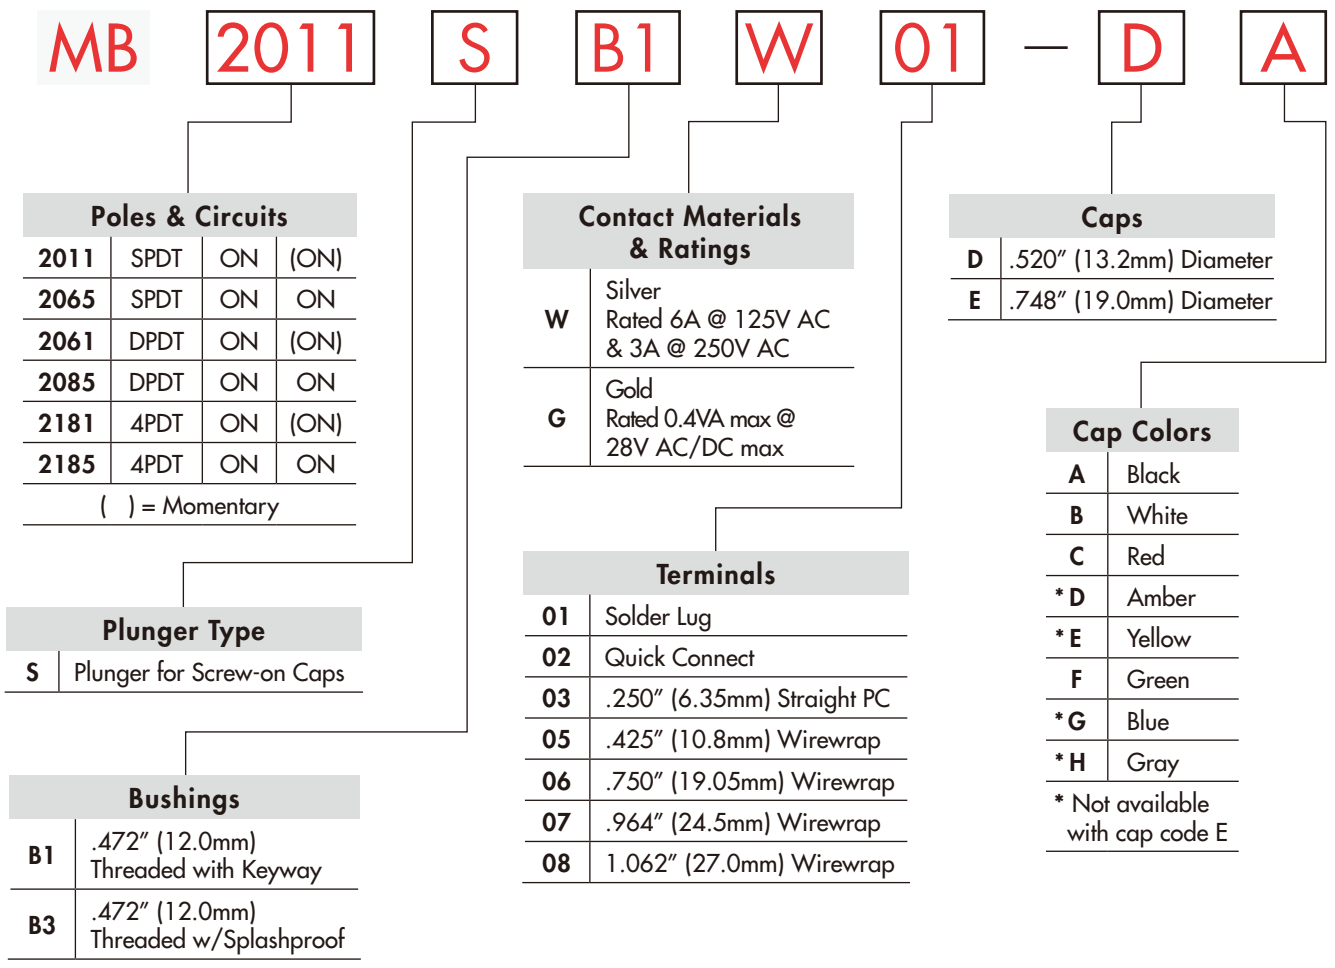 MB 2011 S B1 W 01 — D A
Poles & Circuits
2011 SPDT ON (ON)
2065 SPDT ON ON
2061 DPDT ON (ON)
2085 DPDT ON ON
2181 4PDT ON (ON)
2185 4PDT ON ON
( ) = Momentary
Plunger Type
S Plunger for Screw-on Caps
Bushings
B1 .472" (12.0mm)
Threaded with Keyway
B3 .472" (12.0mm)
Threaded w/Splashproof
Contact Materials
& Ratings
W Silver
Rated 6A @ 125V AC
& 3A @ 250V AC
G Gold
Rated 0.4VA max @
28V AC/DC max
Terminals
01 Solder Lug
02 Quick Connect
03 .250" (6.35mm) Straight PC
05 .425" (10.8mm) Wirewrap
06 .750" (19.05mm) Wirewrap
07 .964" (24.5mm) Wirewrap
08 1.062" (27.0mm) Wirewrap
Caps
D .520" (13.2mm) Diameter
E .748" (19.0mm) Diameter
Cap Colors
A Black
B White
C Red
* D Amber
* E Yellow
F Green
* G Blue
* H Gray
* Not available
with cap code E